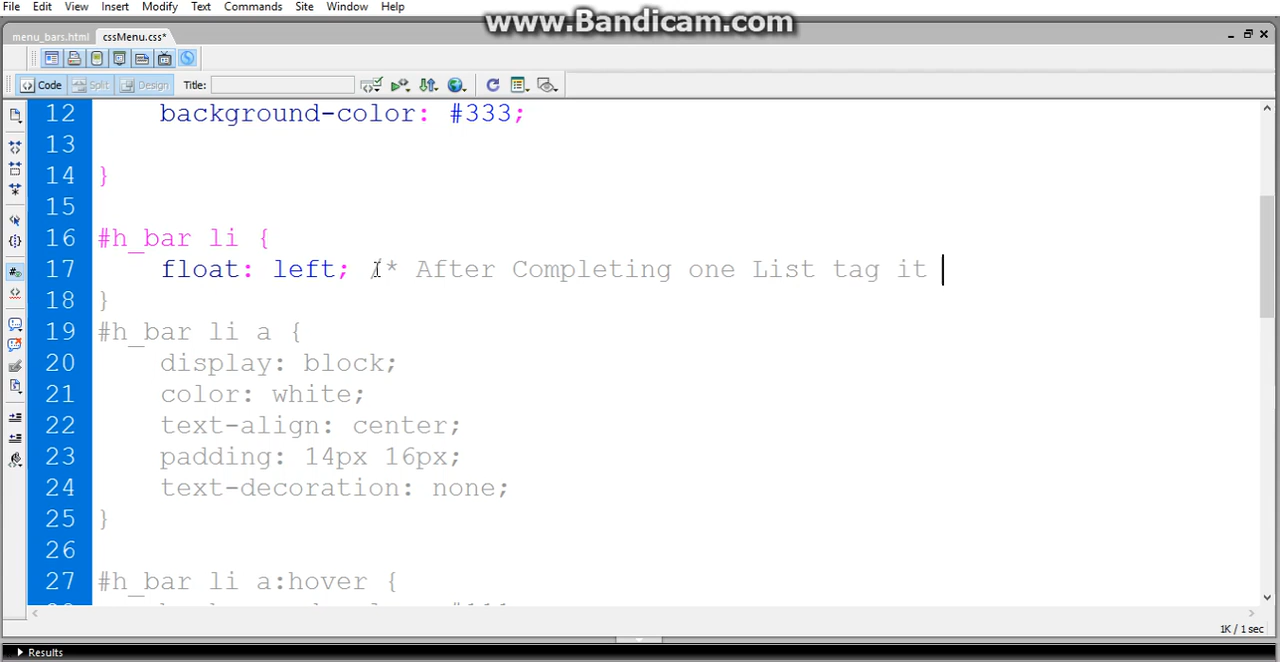 File Edit View Insert Modify Text Commands Site Window Help
www.Bandicam.com
menu_bars.html cssMenu.css*
Code Split Design Title:
12 background-color: #333;
13
14 }
15
16 #h_bar li {
17 float: left; /* After Completing one List tag it
18 }
19 #h_bar li a {
20 display: block;
21 color: white;
22 text-align: center;
23 padding: 14px 16px;
24 text-decoration: none;
25 }
26
27 #h_bar li a:hover {
1K / 1 sec
Results